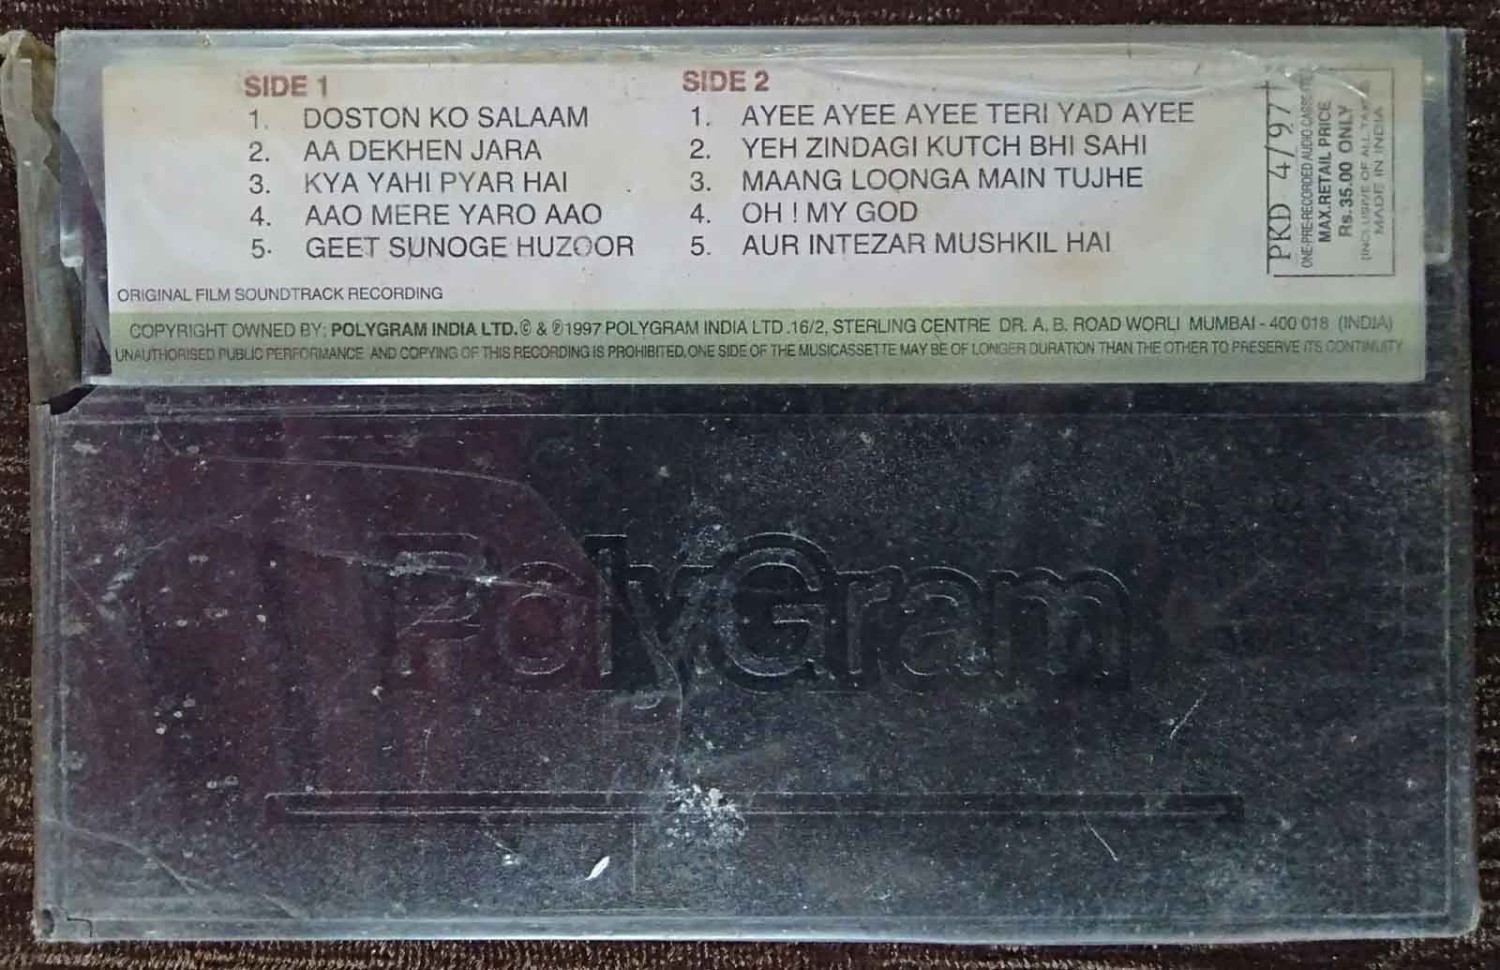 SIDE 1
1. DOSTON KO SALAAM
2. AA DEKHEN JARA
3. KYA YAHI PYAR HAI
4. AAO MERE YARO AAO
5. GEET SUNOGE HUZOOR
SIDE 2
1. AYEE AYEE AYEE TERI YAD AYEE
2. YEH ZINDAGI KUTCH BHI SAHI
3. MAANG LOONGA MAIN TUJHE
4. OH ! MY GOD
5. AUR INTEZAR MUSHKIL HAI
PKD 4/97
ONE PRE-RECORDED AUDIO CASSETTE
MAX.RETAIL PRICE
Rs.35.00 ONLY
(INCLUSIVE OF ALL TAXES
MADE IN INDIA
ORIGINAL FILM SOUNDTRACK RECORDING
COPYRIGHT OWNED BY: POLYGRAM INDIA LTD. © & ℗1997 POLYGRAM INDIA LTD .16/2, STERLING CENTRE DR. A. B. ROAD WORLI MUMBAI - 400 018 (INDIA)
UNAUTHORISED PUBLIC PERFORMANCE AND COPYING OF THIS RECORDING IS PROHIBITED. ONE SIDE OF THE MUSICASSETTE MAY BE OF LONGER DURATION THAN THE OTHER TO PRESERVE ITS CONTINUITY
PolyGram